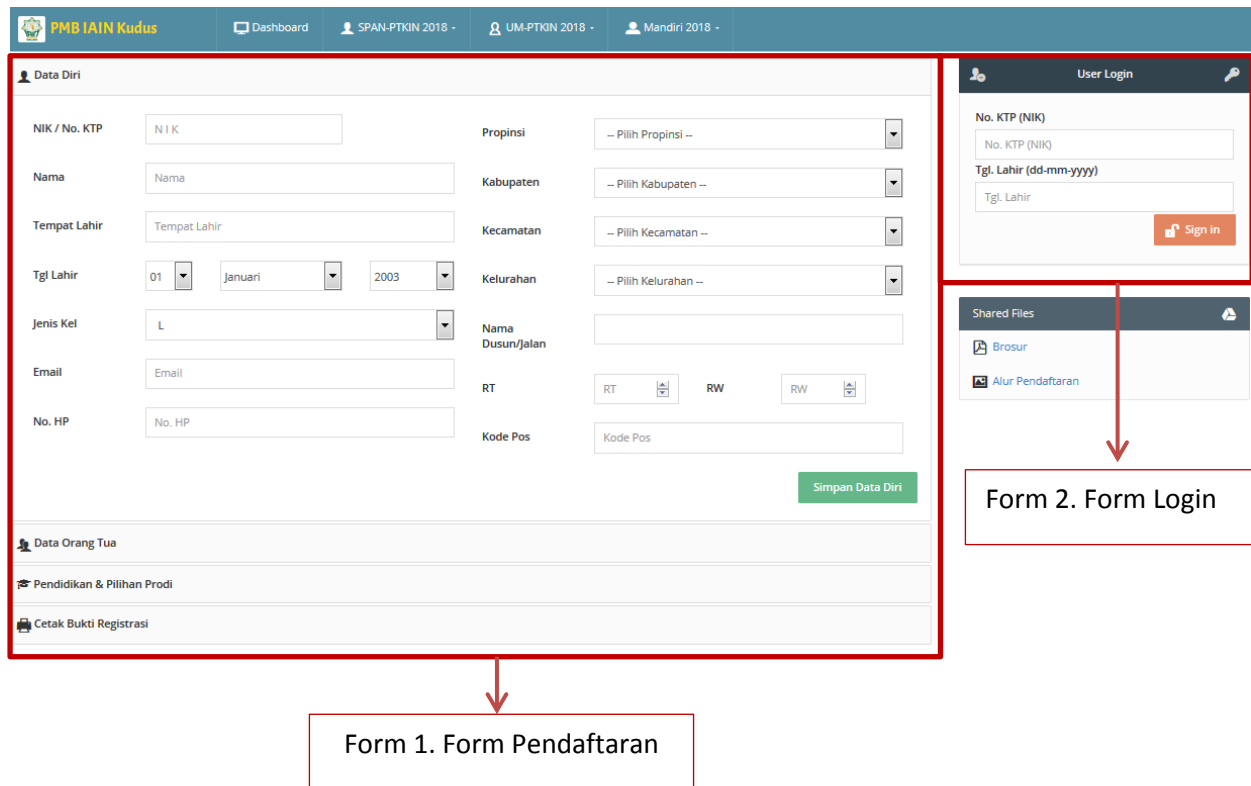 PMB IAIN Kudus
Dashboard
SPAN-PTKIN 2018
UM-PTKIN 2018
Mandiri 2018
Data Diri
NIK / No. KTP
N I K
Nama
Nama
Tempat Lahir
Tempat Lahir
Tgl Lahir
01
Januari
2003
Jenis Kel
L
Email
Email
No. HP
No. HP
Propinsi
-- Pilih Propinsi --
Kabupaten
-- Pilih Kabupaten --
Kecamatan
-- Pilih Kecamatan --
Kelurahan
-- Pilih Kelurahan --
Nama
Dusun/Jalan
RT
RT
RW
RW
Kode Pos
Kode Pos
Simpan Data Diri
Data Orang Tua
Pendidikan & Pilihan Prodi
Cetak Bukti Registrasi
User Login
No. KTP (NIK)
No. KTP (NIK)
Tgl. Lahir (dd-mm-yyyy)
Tgl. Lahir
Sign in
Shared Files
Brosur
Alur Pendaftaran
Form 2. Form Login
Form 1. Form Pendaftaran